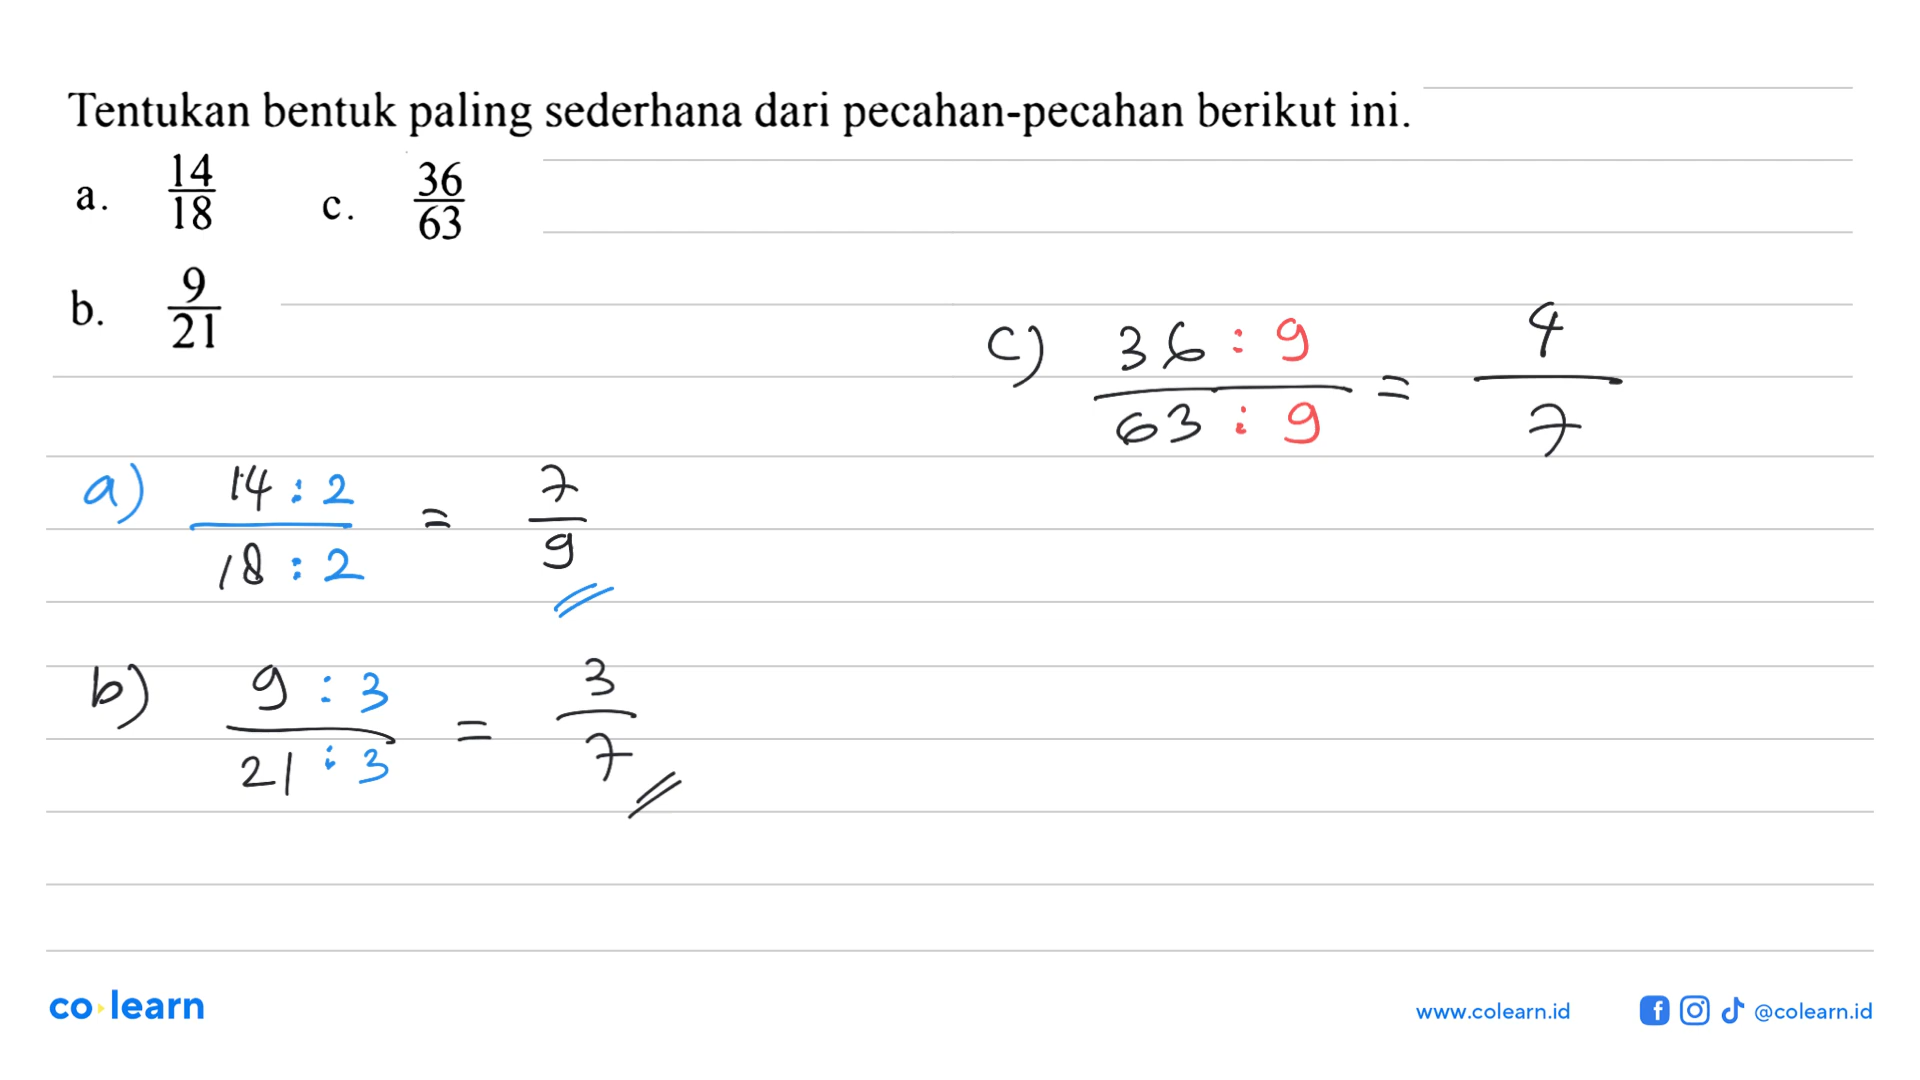 Tentukan bentuk paling sederhana dari pecahan-pecahan berikut ini.
a. 14/18 c. 36/63
b. 9/21
c) 36 : 9 / 63 : 9 = 4/7
a) 14 : 2 / 18 : 2 = 7/9
b) 9 : 3 / 21 : 3 = 3/7
co learn
www.colearn.id @colearn.id